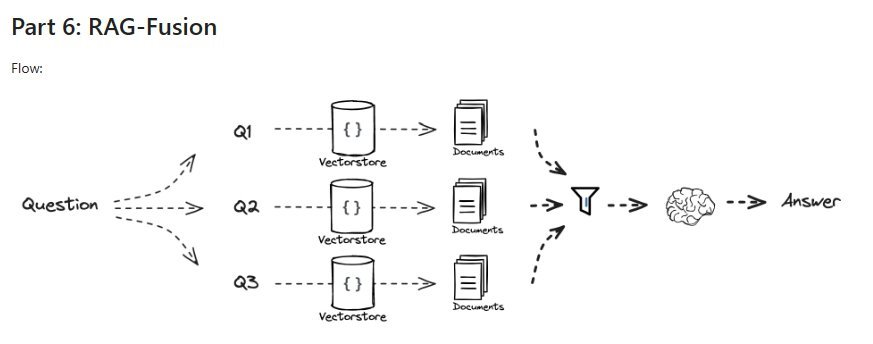 Part 6: RAG-Fusion
Flow:
Question
Q1
{}
Vectorstore
Documents
Q2
{}
Vectorstore
Documents
Q3
{}
Vectorstore
Documents
Answer